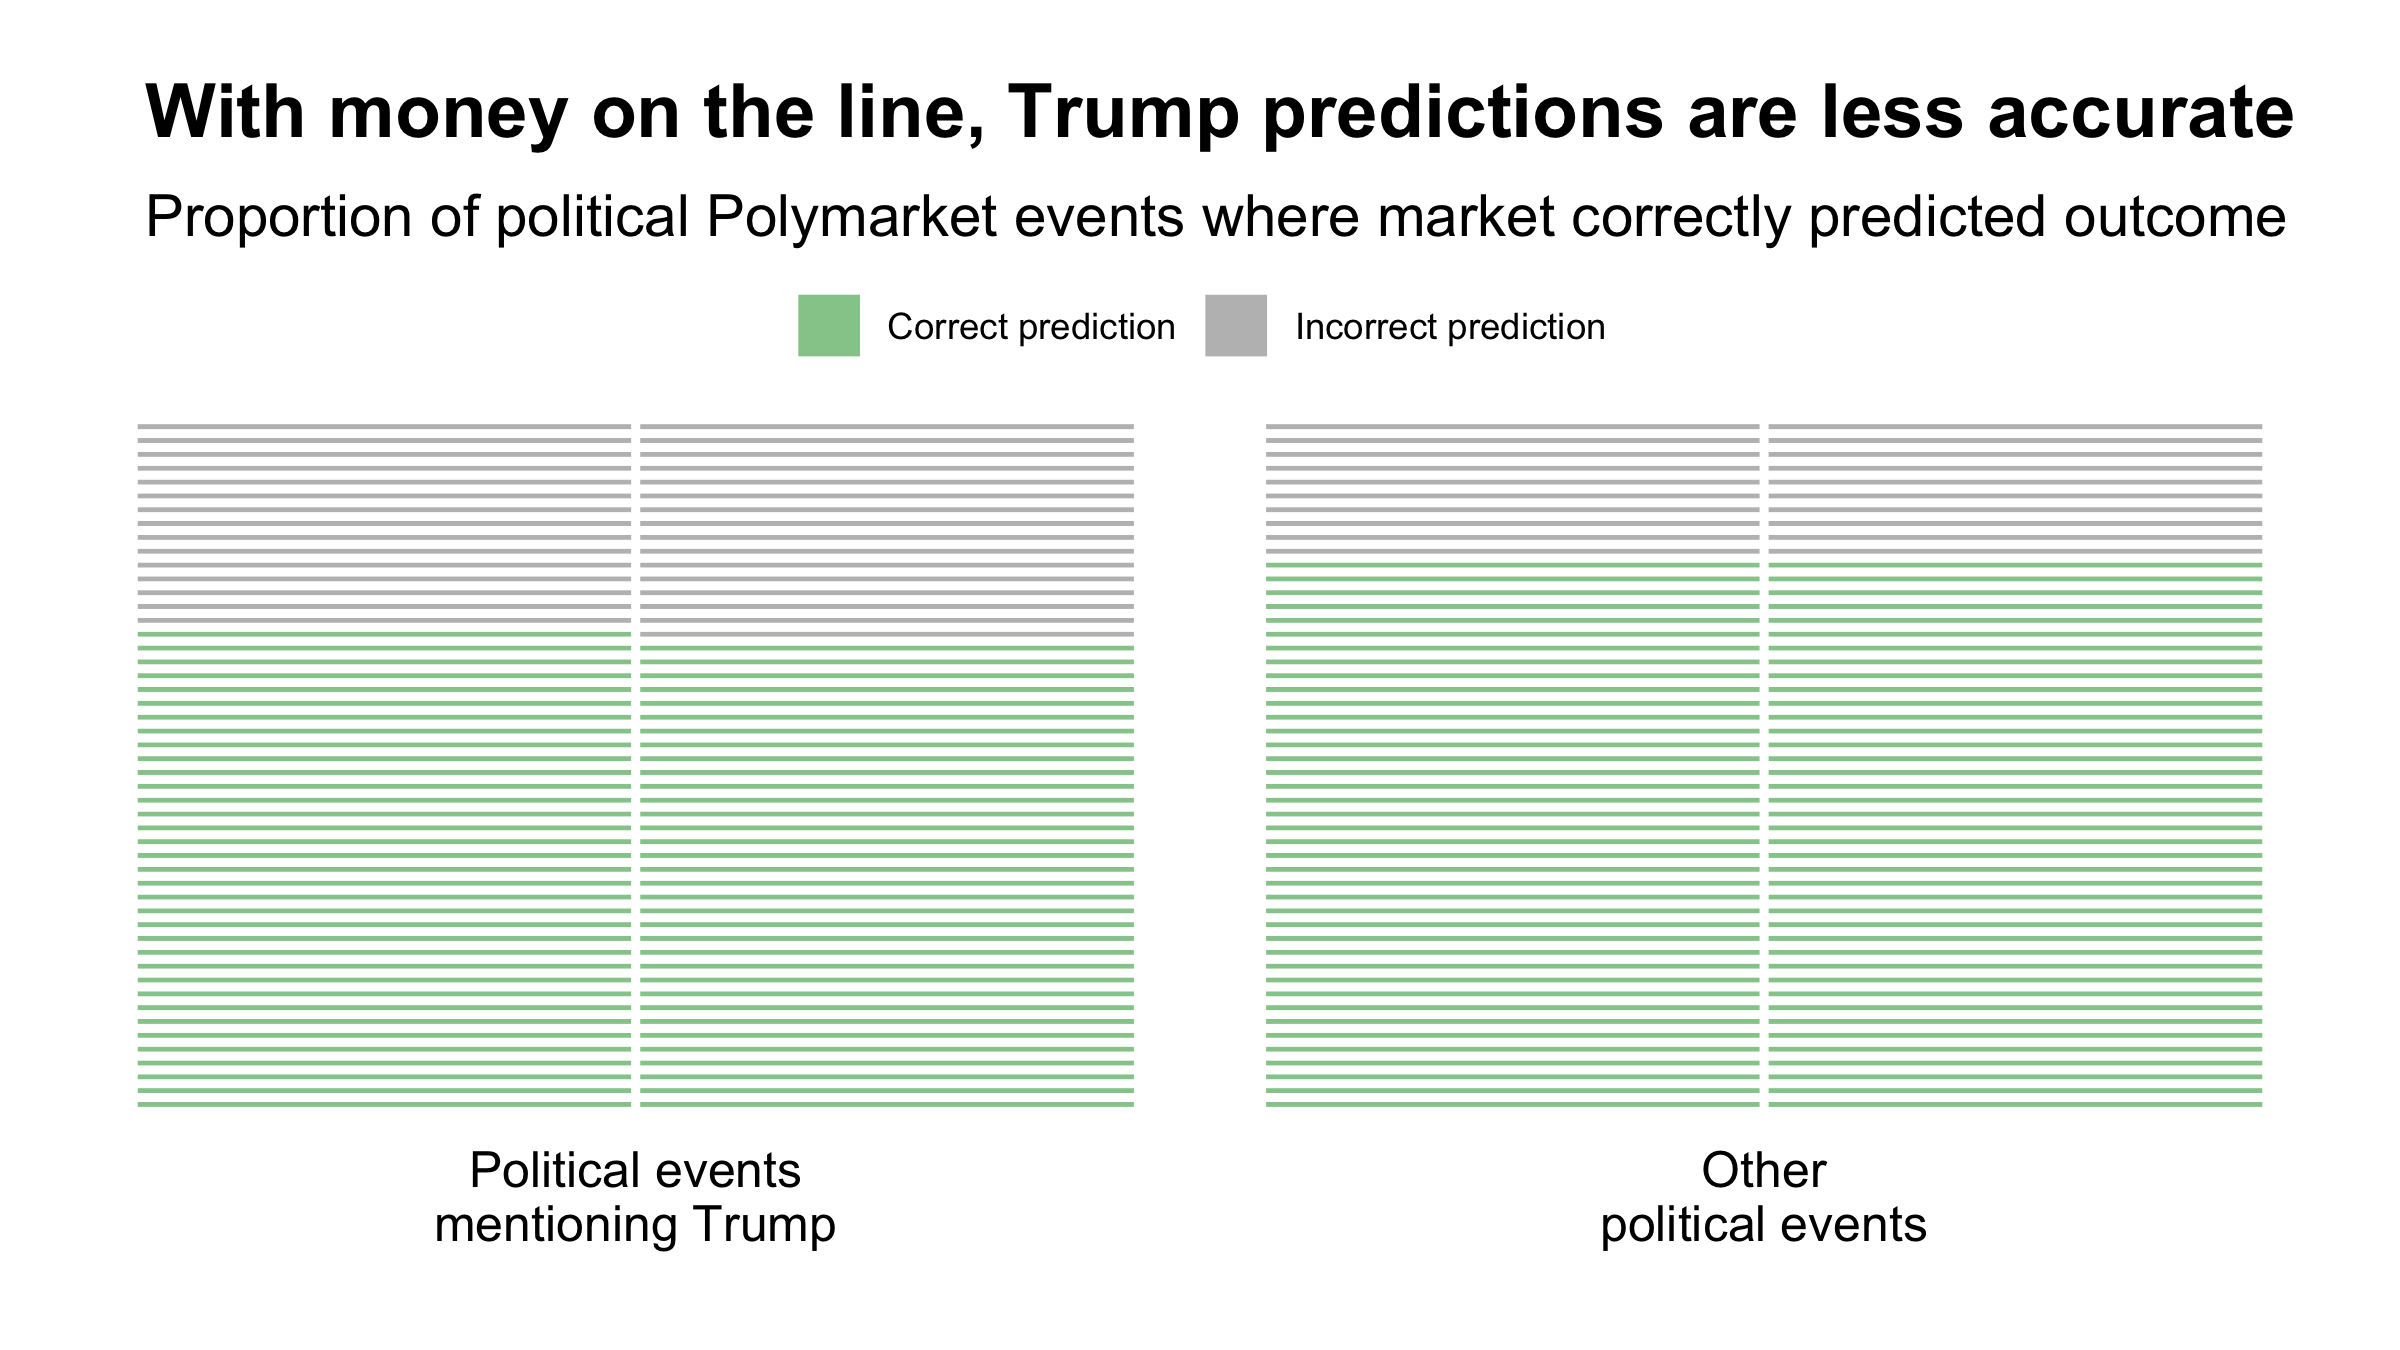 With money on the line, Trump predictions are less accurate
Proportion of political Polymarket events where market correctly predicted outcome
Correct prediction
Incorrect prediction
Political events
mentioning Trump
Other
political events